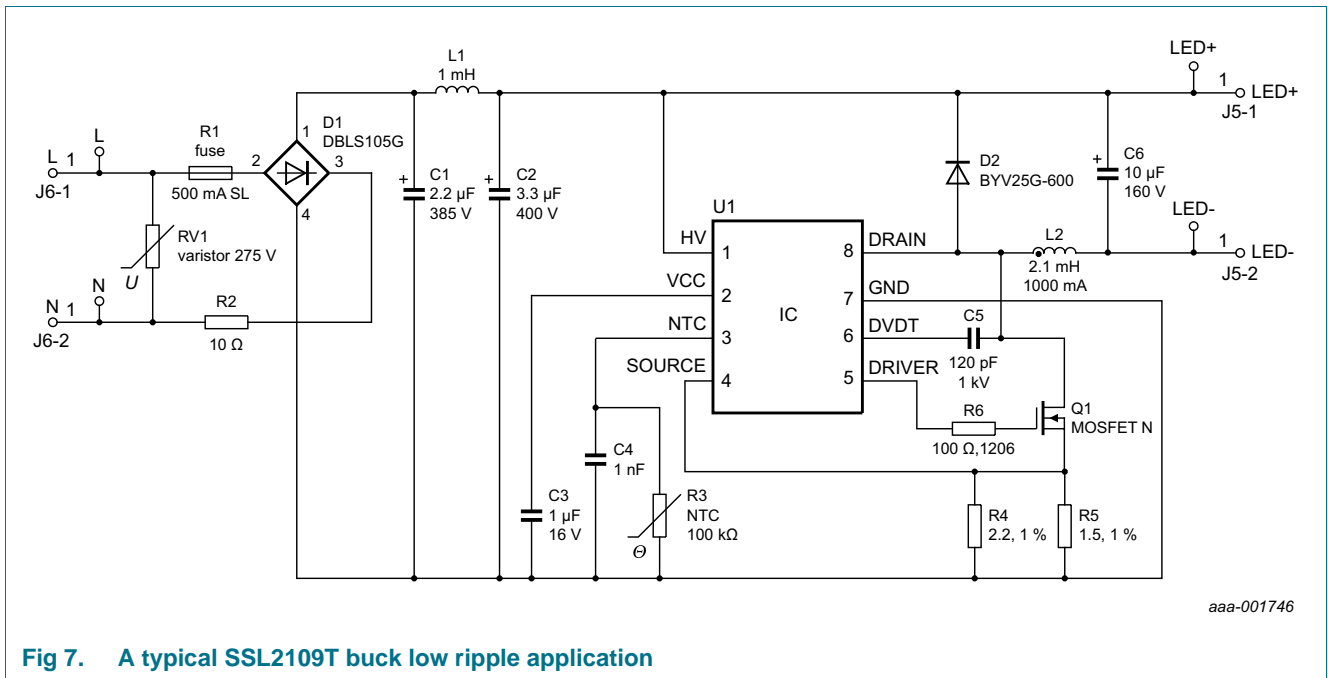 LED+
L1
1 mH
1
LED+
J5-1
D1
DBLS105G
R1
fuse
L
L 1
J6-1
500 mA SL
2
1
3
4
C1
2.2 μF
385 V
C2
3.3 μF
400 V
D2
BYV25G-600
C6
10 μF
160 V
RV1
varistor 275 V
U
N
N 1
J6-2
R2
10 Ω
U1
HV
1
VCC
2
NTC
3
SOURCE
4
IC
8
DRAIN
7
GND
6
DVDT
5
DRIVER
L2
2.1 mH
1000 mA
LED-
1
LED-
J5-2
C5
120 pF
1 kV
R6
100 Ω,1206
Q1
MOSFET N
C4
1 nF
C3
1 μF
16 V
R3
NTC
100 kΩ
Θ
R4
2.2, 1 %
R5
1.5, 1 %
+
+
+
aaa-001746
Fig 7. A typical SSL2109T buck low ripple application